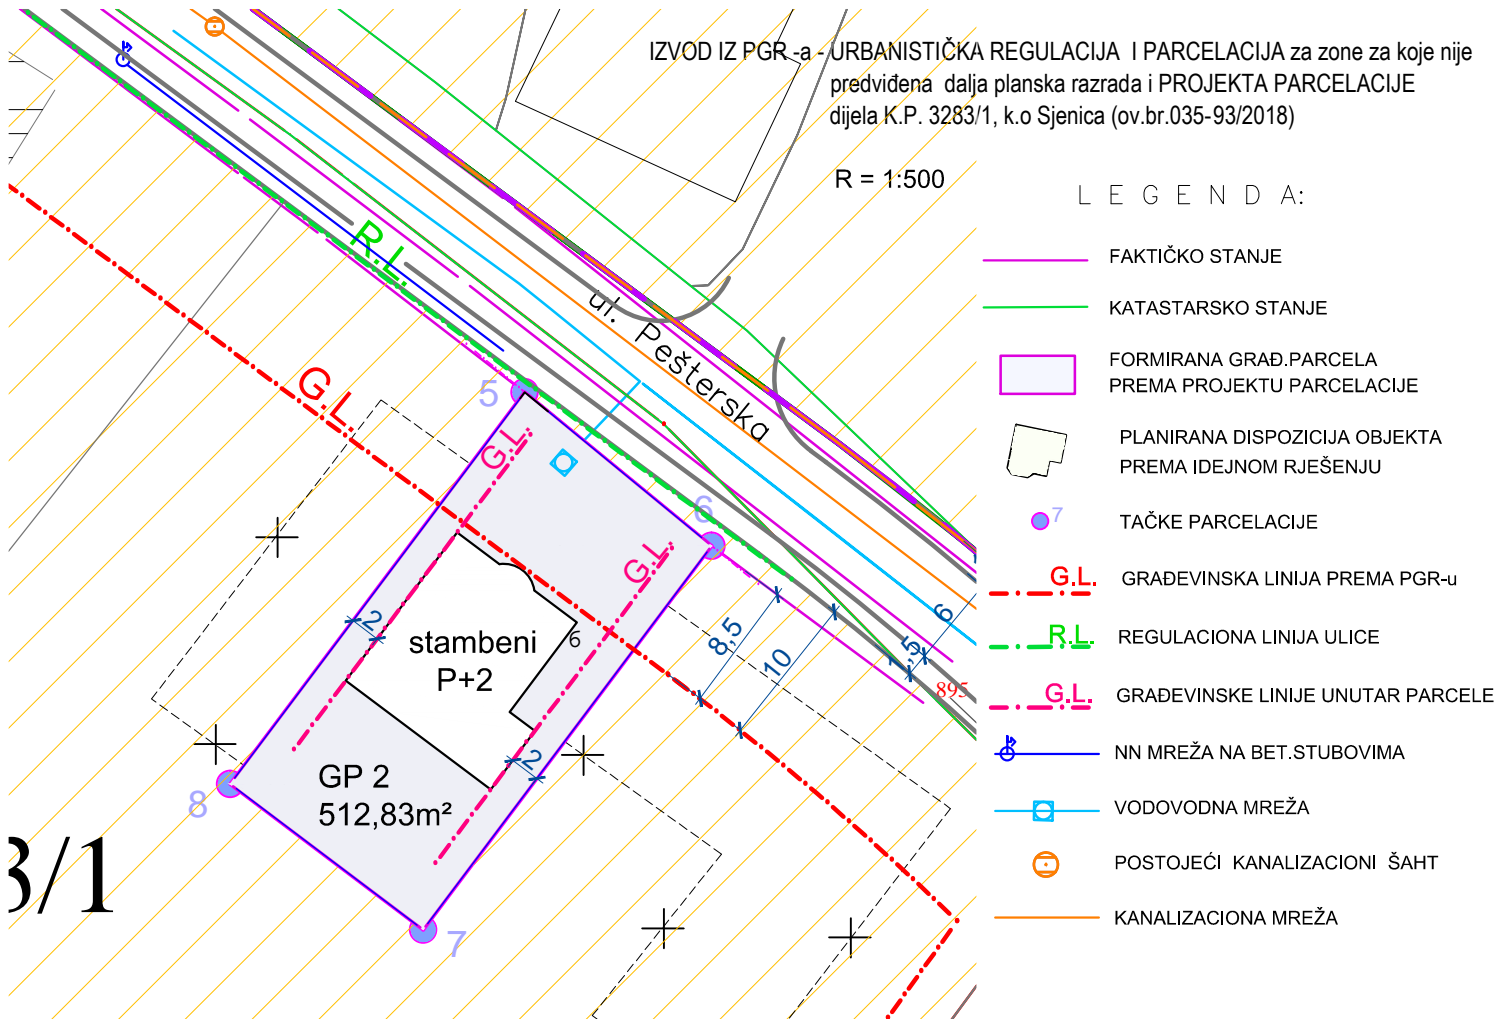 IZVOD IZ PGR -a - URBANISTIČKA REGULACIJA I PARCELACIJA za zone za koje nije
predviđena dalja planska razrada i PROJEKTA PARCELACIJE
dijela K.P. 3283/1, k.o Sjenica (ov.br.035-93/2018)
R = 1:500
L E G E N D A:
FAKTIČKO STANJE
KATASTARSKO STANJE
FORMIRANA GRAĐ.PARCELA
PREMA PROJEKTU PARCELACIJE
PLANIRANA DISPOZICIJA OBJEKTA
PREMA IDEJNOM RJEŠENJU
7
TAČKE PARCELACIJE
G.L.
GRAĐEVINSKA LINIJA PREMA PGR-u
R.L.
REGULACIONA LINIJA ULICE
G.L.
GRAĐEVINSKE LINIJE UNUTAR PARCELE
NN MREŽA NA BET.STUBOVIMA
VODOVODNA MREŽA
POSTOJEĆI KANALIZACIONI ŠAHT
KANALIZACIONA MREŽA
R.L.
ul. Pešterska
G.L.
5
G.L.
6
G.L.
2
stambeni
P+2
6
8,5
10
1,5
6
895
2
GP 2
512,83m²
8
7
3/1